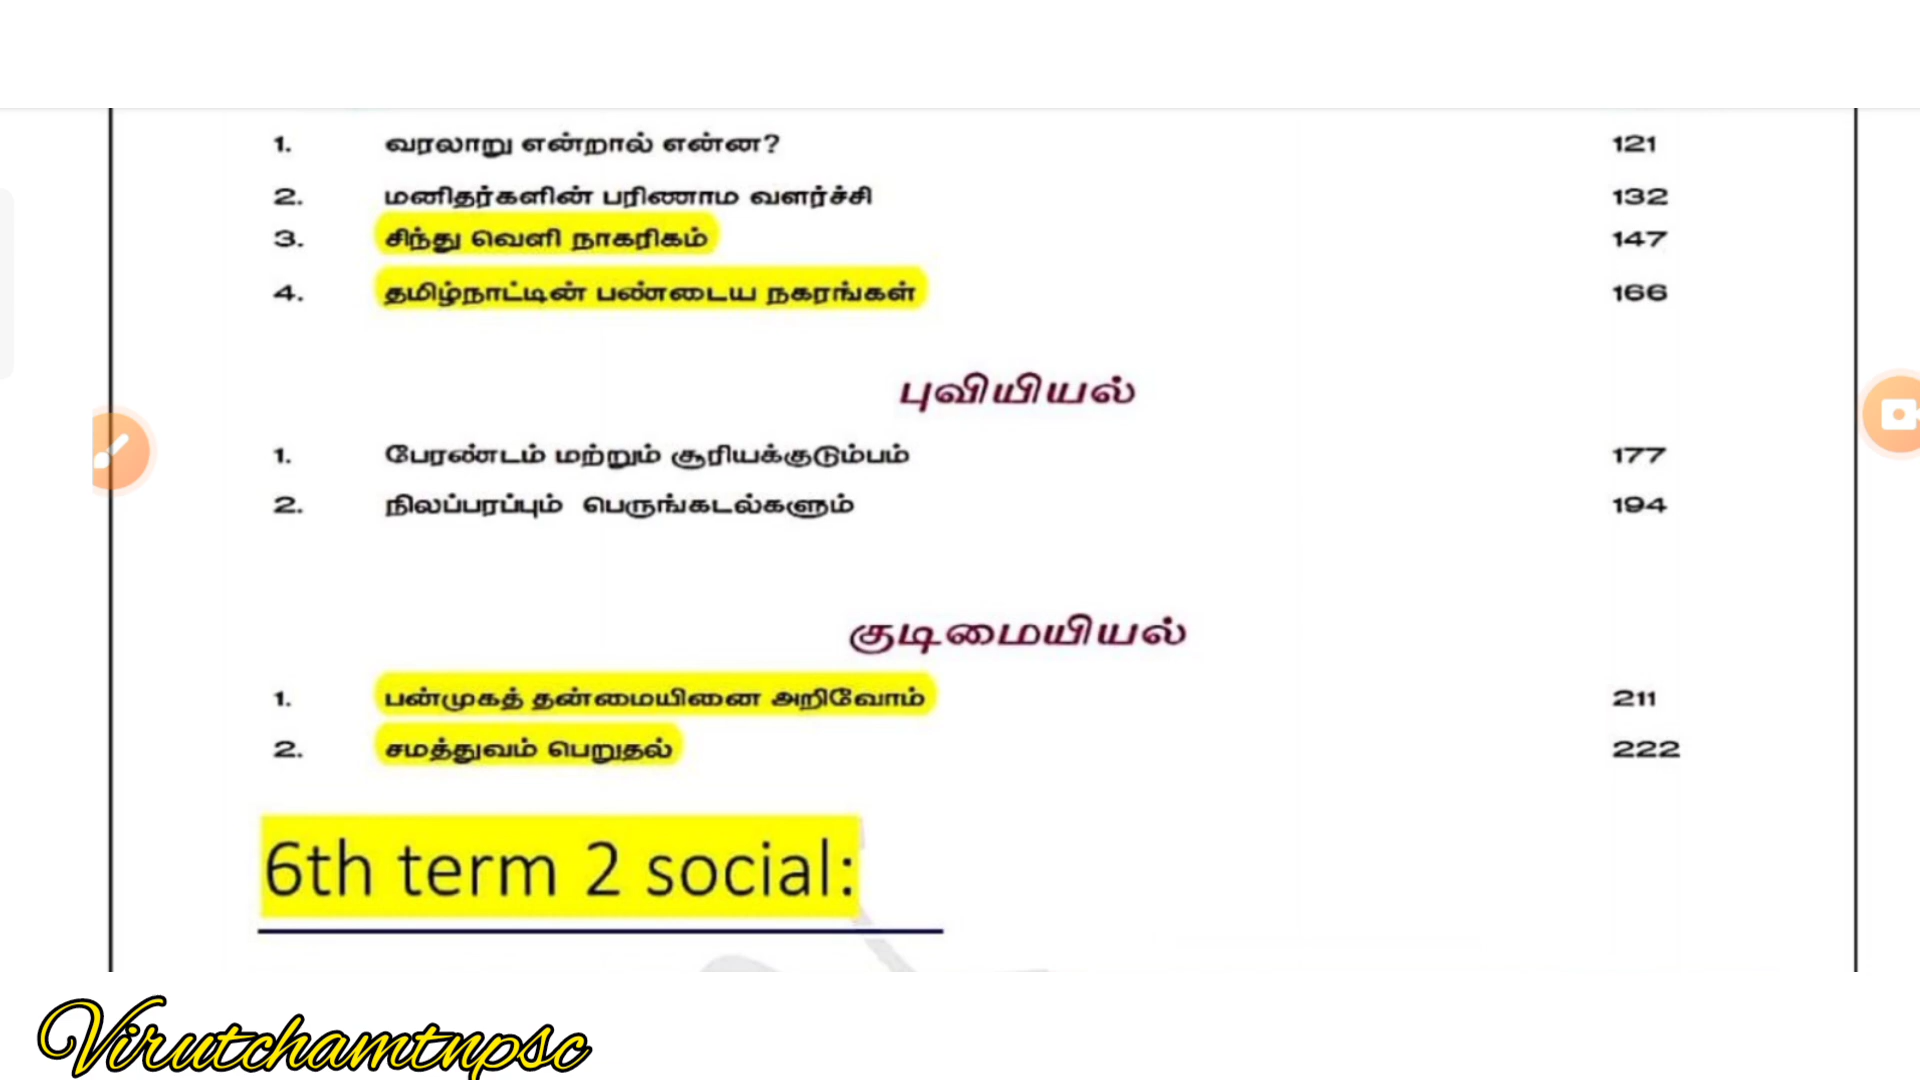 1. வரலாறு என்றால் என்ன? 121
2. மனிதர்களின் பரிணாம வளர்ச்சி 132
3. சிந்து வெளி நாகரிகம் 147
4. தமிழ்நாட்டின் பண்டைய நகரங்கள் 166
புவியியல்
1. பேரண்டம் மற்றும் சூரியக்குடும்பம் 177
2. நிலப்பரப்பும் பெருங்கடல்களும் 194
குடிமையியல்
1. பன்முகத் தன்மையினை அறிவோம் 211
2. சமத்துவம் பெறுதல் 222
6th term 2 social:
Virutchamtnpsc